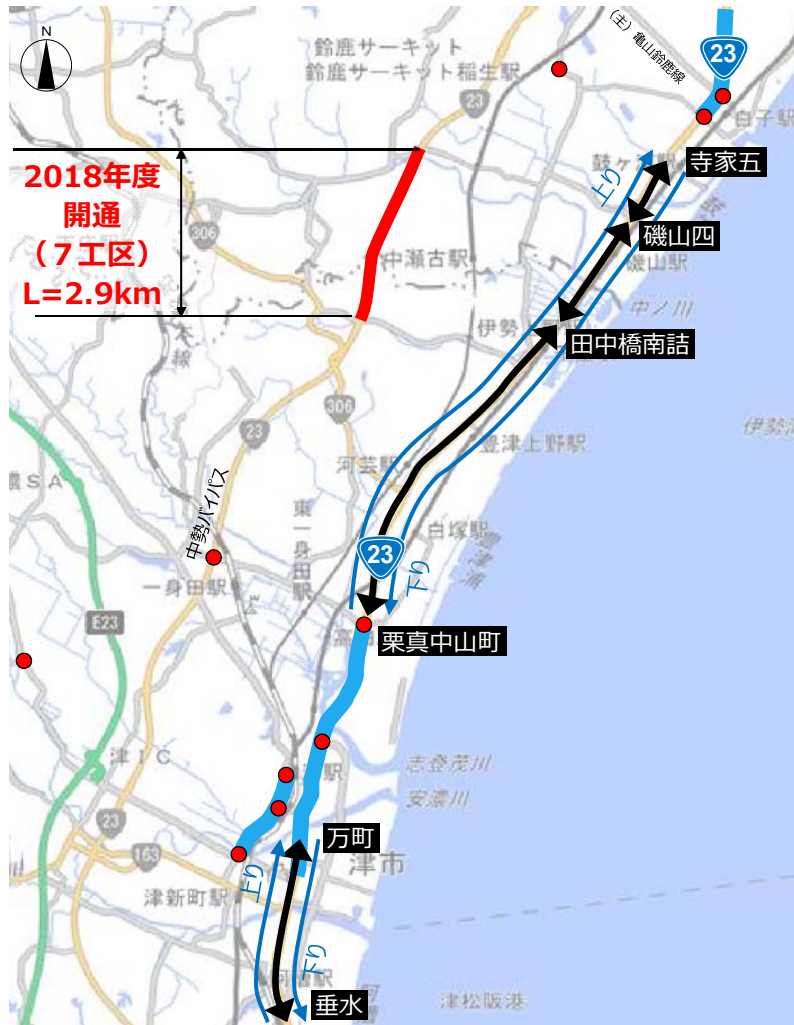 N
鈴鹿サーキット
鈴鹿サーキット稲生駅
(主)亀山鈴鹿線
23
23
白子駅
2018年度
開通
(7工区)
L=2.9km
306
上り
寺家五
磯山四
磯山駅
中瀬古駅
中ノ川
伊勢
田中橋南詰
306
23
豊津上野駅
河芸駅
濃SA
中勢バイパス
東一身田駅
白塚駅
豊津浦
23
下り
一身田駅
E23
栗真中山町
津IC
志登茂川
安濃川
23
163
万町
津市
津新町駅
上り
下り
垂水
津松阪港